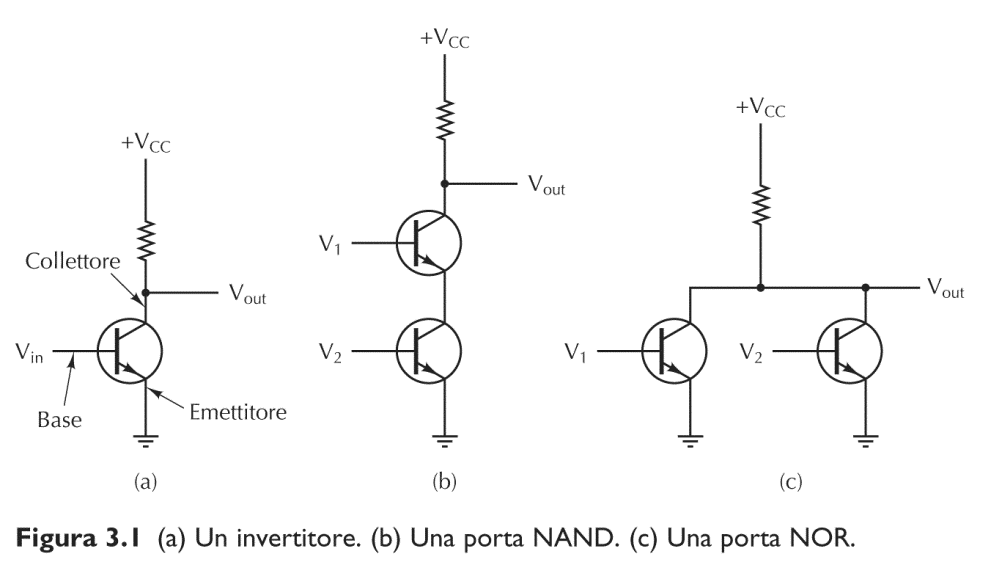 +VCC
Collettore
Vout
Vin
Base
Emettitore
(a)
+VCC
Vout
V1
V2
(b)
+VCC
Vout
V1
V2
(c)
Figura 3.1 (a) Un invertitore. (b) Una porta NAND. (c) Una porta NOR.